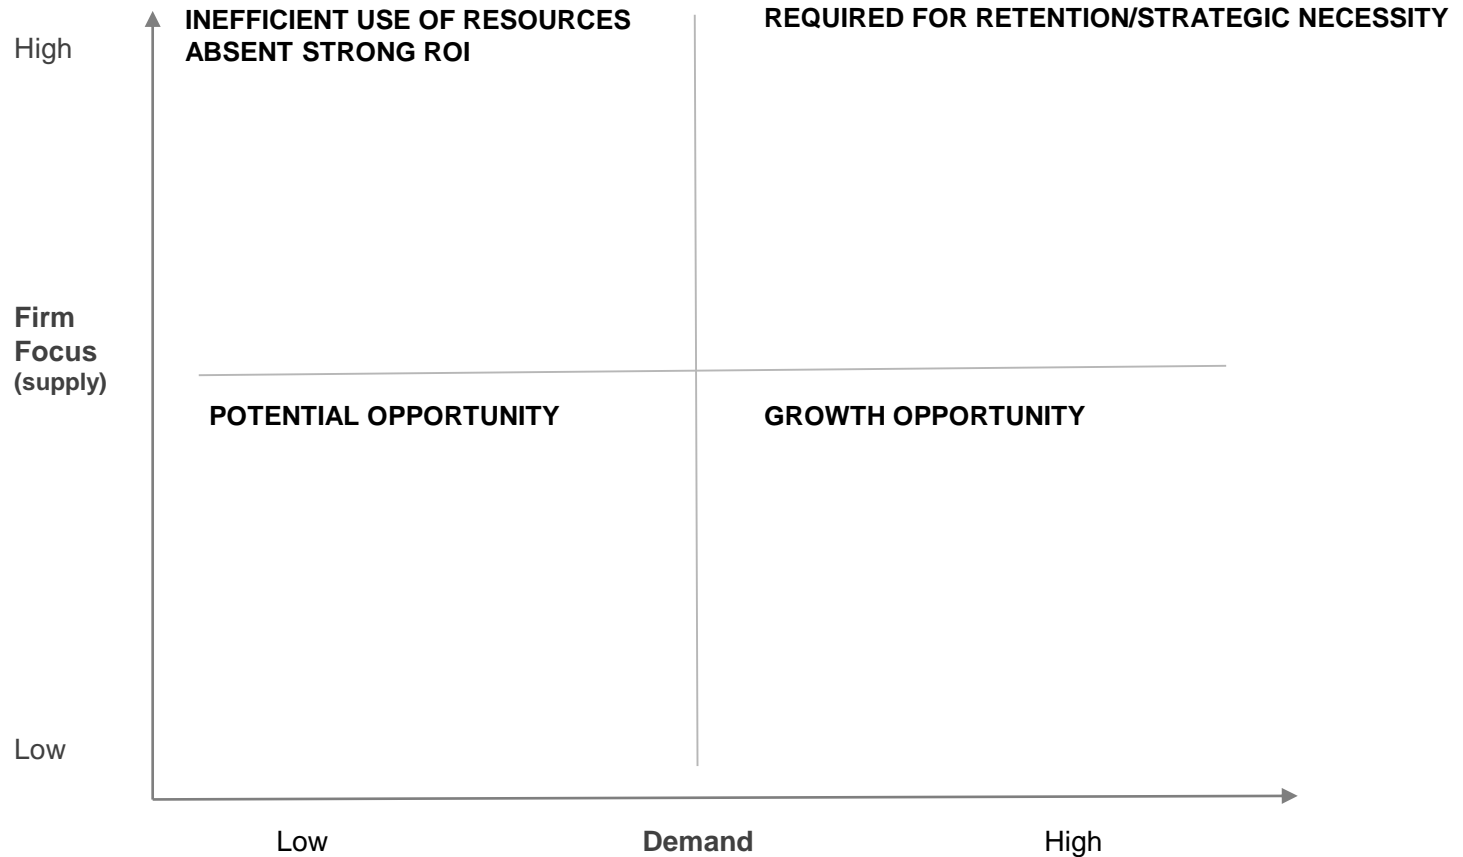 INEFFICIENT USE OF RESOURCES
ABSENT STRONG ROI
REQUIRED FOR RETENTION/STRATEGIC NECESSITY
High
Firm
Focus
(supply)
POTENTIAL OPPORTUNITY
GROWTH OPPORTUNITY
Low
Low
Demand
High